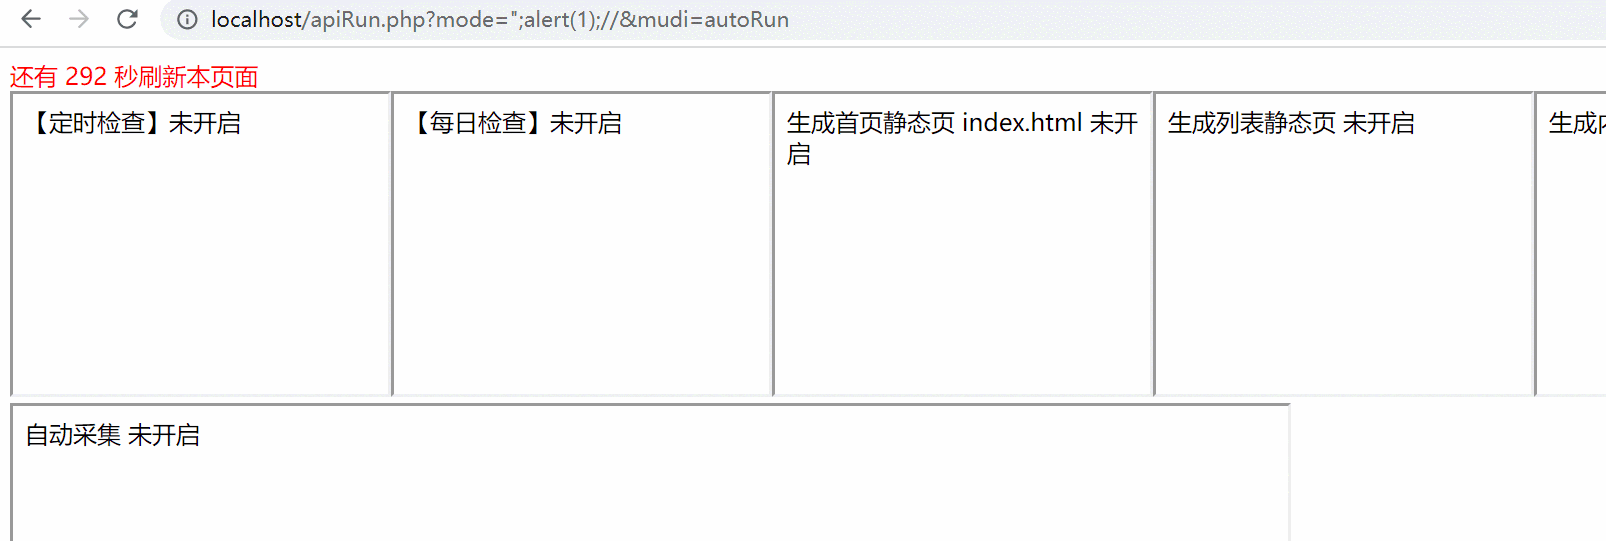 localhost/apiRun.php?mode=";alert(1);//&mudi=autoRun
还有 292 秒刷新本页面
【定时检查】未开启
【每日检查】未开启
生成首页静态页 index.html 未开
启
生成列表静态页 未开启
生成
自动采集 未开启